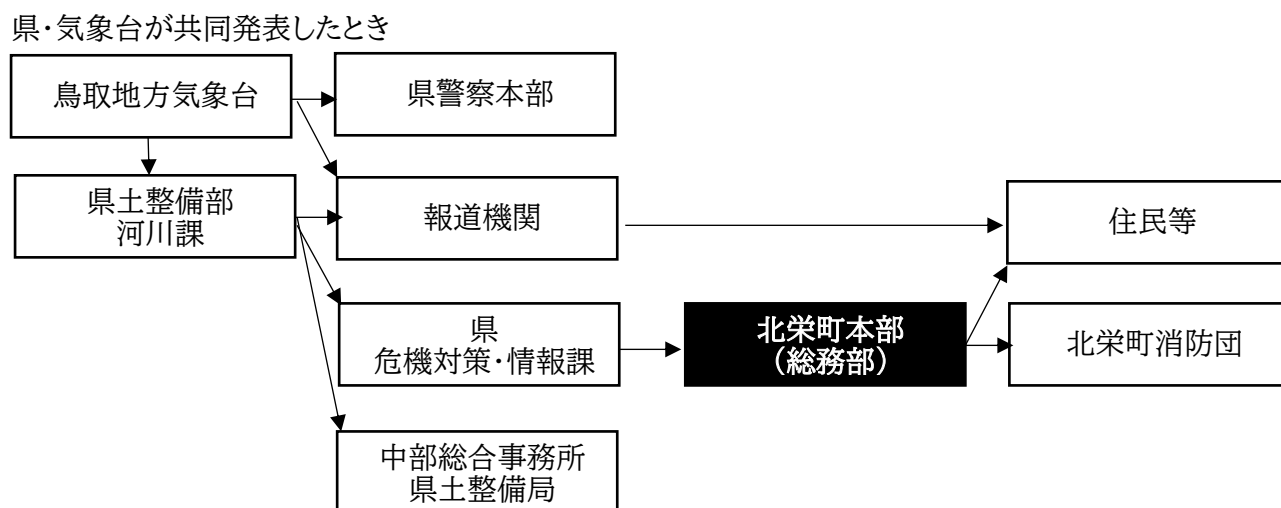 県・気象台が共同発表したとき
鳥取地方気象台
県警察本部
県土整備部
河川課
報道機関
住民等
県
危機対策・情報課
北栄町本部
（総務部）
北栄町消防団
中部総合事務所
県土整備局